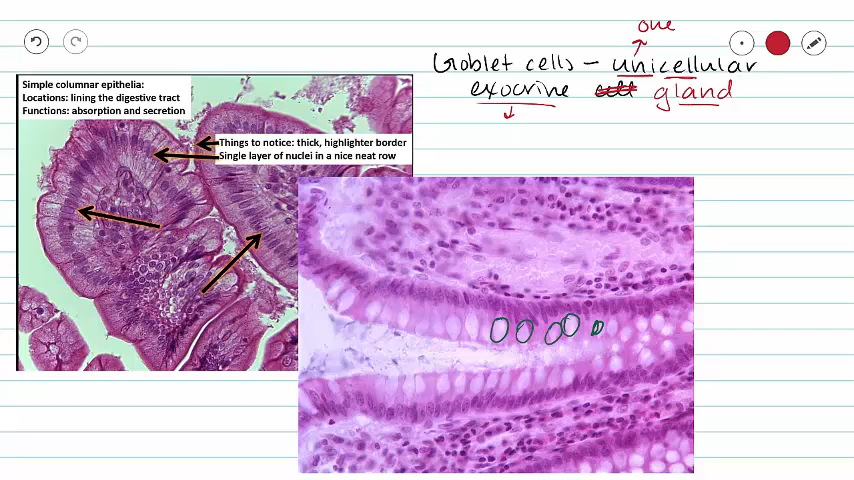 one
Goblet cells – unicellular
exocrine cell gland
Simple columnar epithelia:
Locations: lining the digestive tract
Functions: absorption and secretion
Things to notice: thick, highlighter border
Single layer of nuclei in a nice neat row